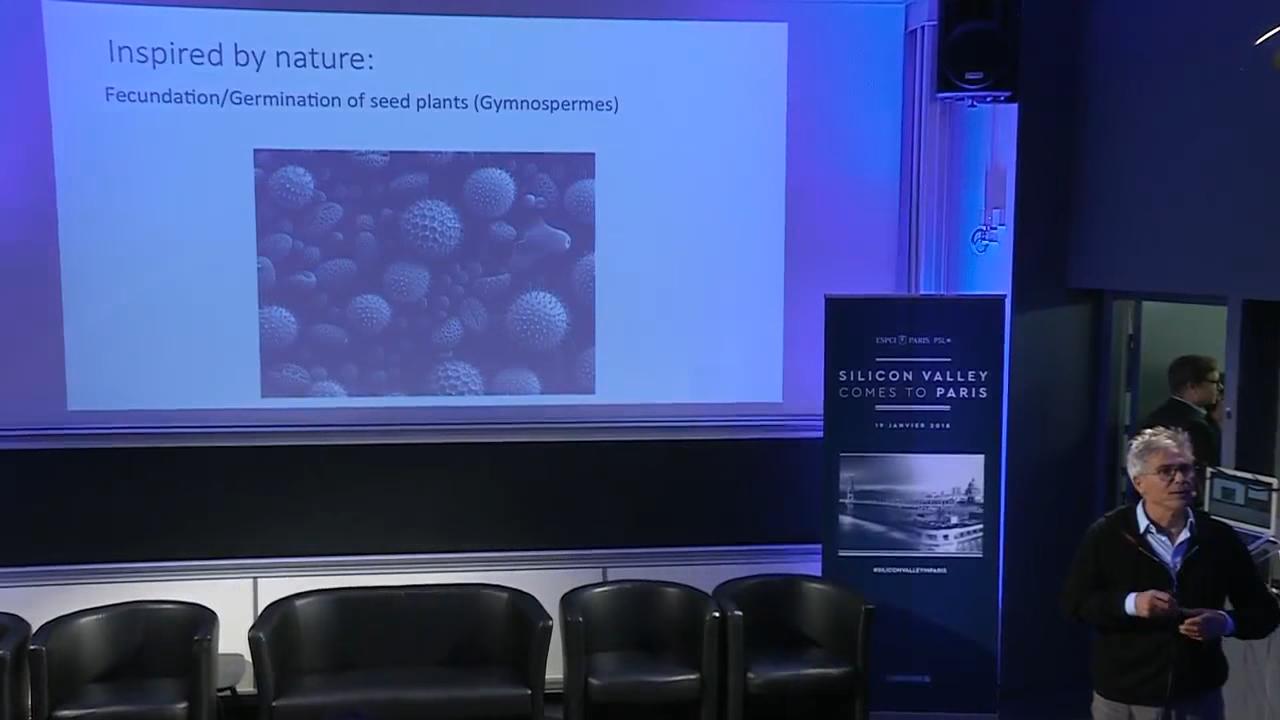 Inspired by nature:
Fecundation/Germination of seed plants (Gymnospermes)
ESPCI PARIS PSL
SILICON VALLEY
COMES TO PARIS
19 JANVIER 2018
#SILICONVALLEYINPARIS